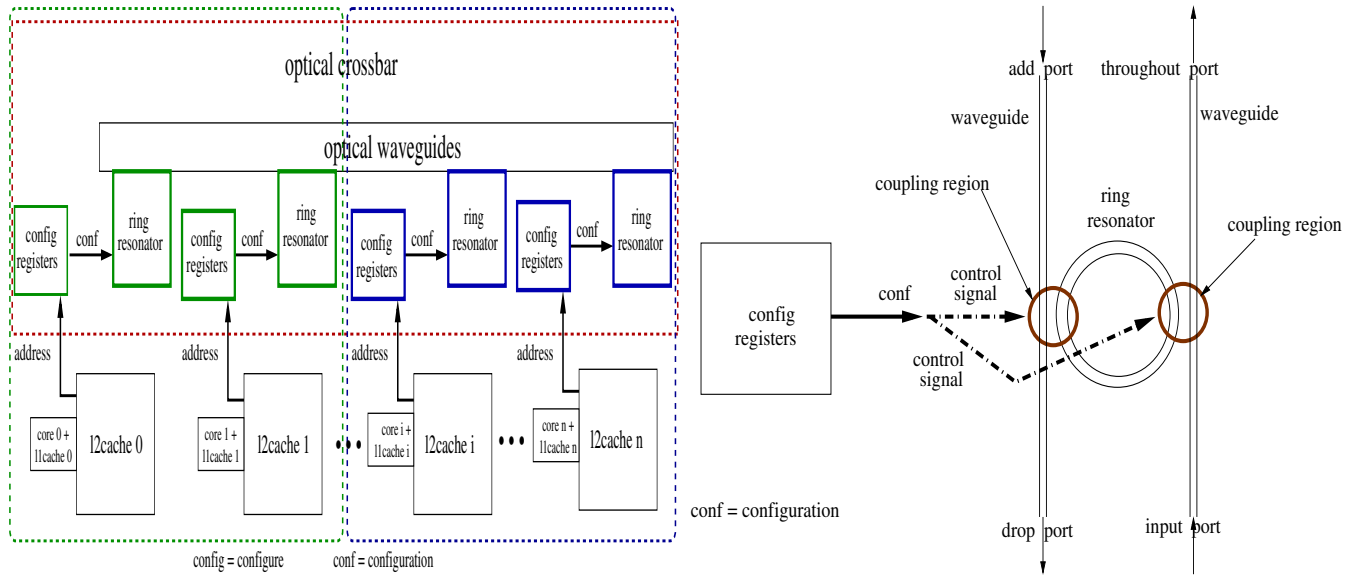 optical crossbar
optical waveguides
config
registers
conf
ring
resonator
config
registers
conf
ring
resonator
config
registers
conf
ring
resonator
config
registers
conf
ring
resonator
address
address
address
address
core 0 +
l1cache 0
l2cache 0
core 1 +
l1cache 1
l2cache 1
core i +
l1cache i
l2cache i
core n +
l1cache n
l2cache n
config = configure
conf = configuration
add port
throughout port
waveguide
waveguide
coupling region
ring
resonator
coupling region
config
registers
conf
control
signal
control
signal
conf = configuration
drop port
input port